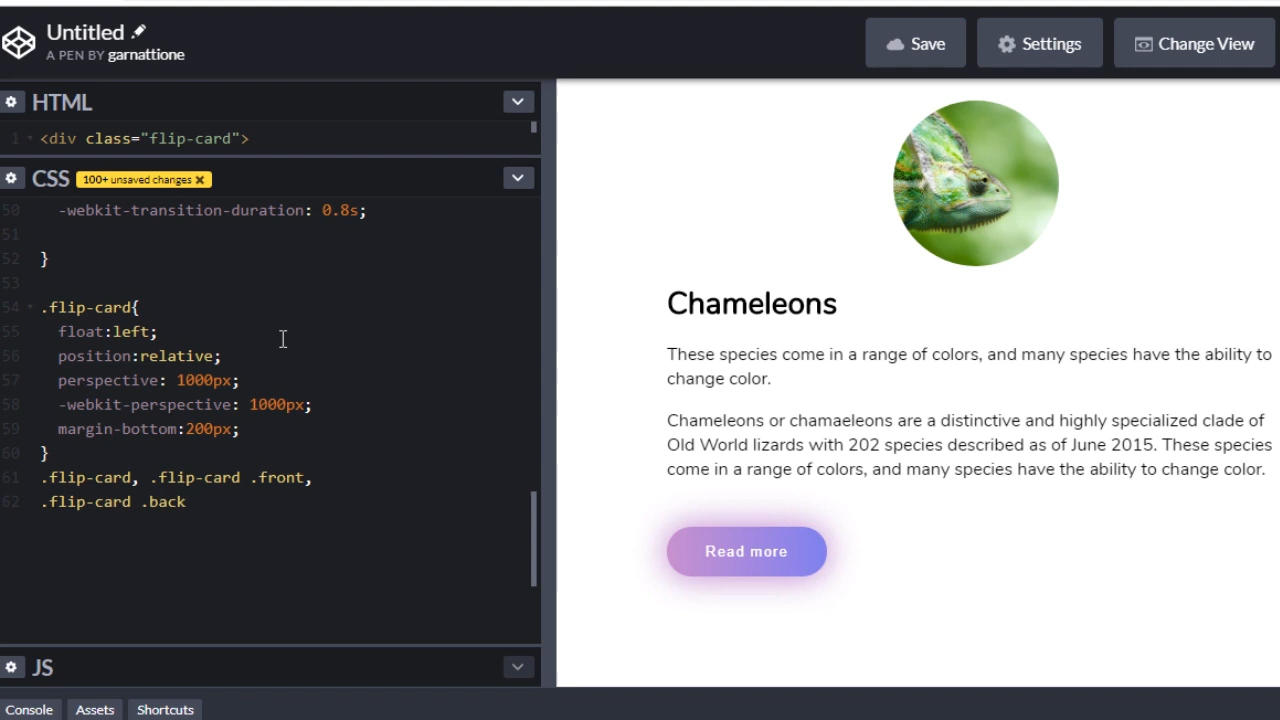 Untitled
A PEN BY garnattione
Save
Settings
Change View
HTML
1 <div class="flip-card">
CSS
100+ unsaved changes ×
50 -webkit-transition-duration: 0.8s;
51
52 }
53
54 .flip-card{
55 float:left;
56 position:relative;
57 perspective: 1000px;
58 -webkit-perspective: 1000px;
59 margin-bottom:200px;
60 }
61 .flip-card, .flip-card .front,
62 .flip-card .back
JS
Console Assets Shortcuts
Chameleons
These species come in a range of colors, and many species have the ability to
change color.
Chameleons or chamaeleons are a distinctive and highly specialized clade of
Old World lizards with 202 species described as of June 2015. These species
come in a range of colors, and many species have the ability to change color.
Read more